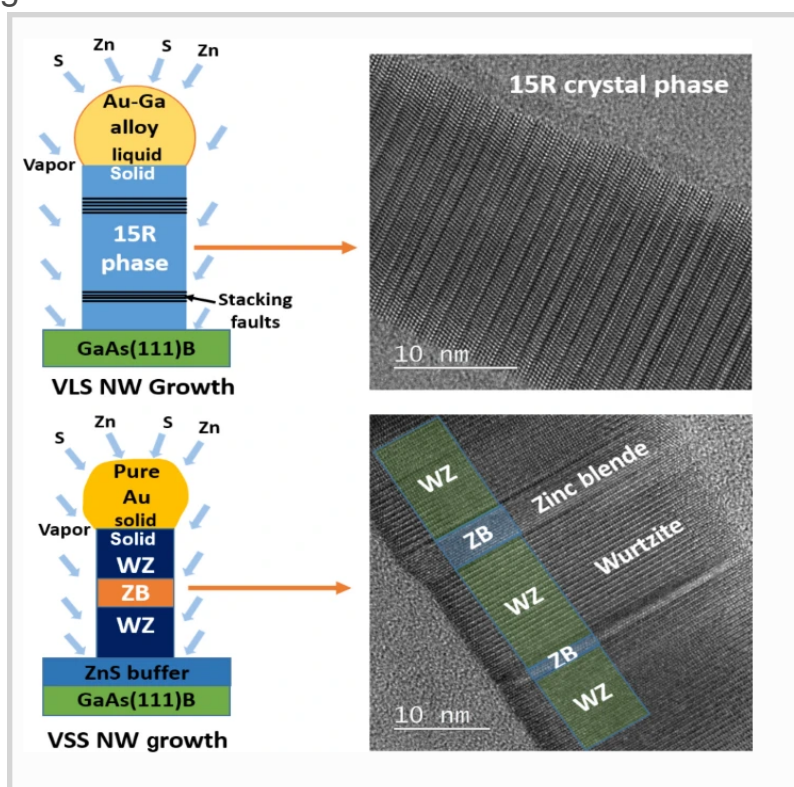 S Zn S Zn
Au-Ga
alloy
liquid
Vapor
Solid
15R
phase
Stacking
faults
GaAs(111)B
VLS NW Growth
15R crystal phase
10 nm
S Zn S Zn
Pure
Au
solid
Vapor
Solid
WZ
ZB
WZ
ZnS buffer
GaAs(111)B
VSS NW growth
WZ
Zinc blende
ZB
Wurtzite
WZ
ZB
WZ
10 nm